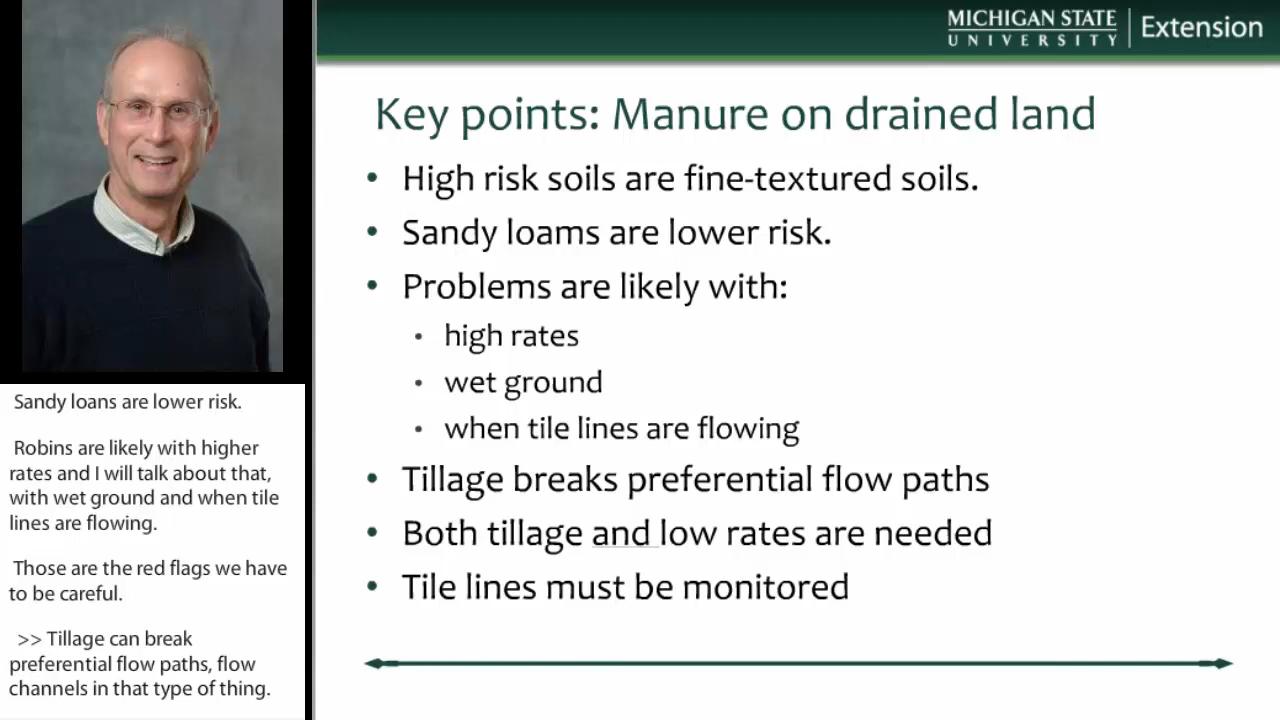 MICHIGAN STATE
UNIVERSITY
Extension
Key points: Manure on drained land
• High risk soils are fine-textured soils.
• Sandy loams are lower risk.
• Problems are likely with:
• high rates
• wet ground
• when tile lines are flowing
• Tillage breaks preferential flow paths
• Both tillage and low rates are needed
• Tile lines must be monitored
Sandy loans are lower risk.
Robins are likely with higher
rates and I will talk about that,
with wet ground and when tile
lines are flowing.
Those are the red flags we have
to be careful.
>> Tillage can break
preferential flow paths, flow
channels in that type of thing.